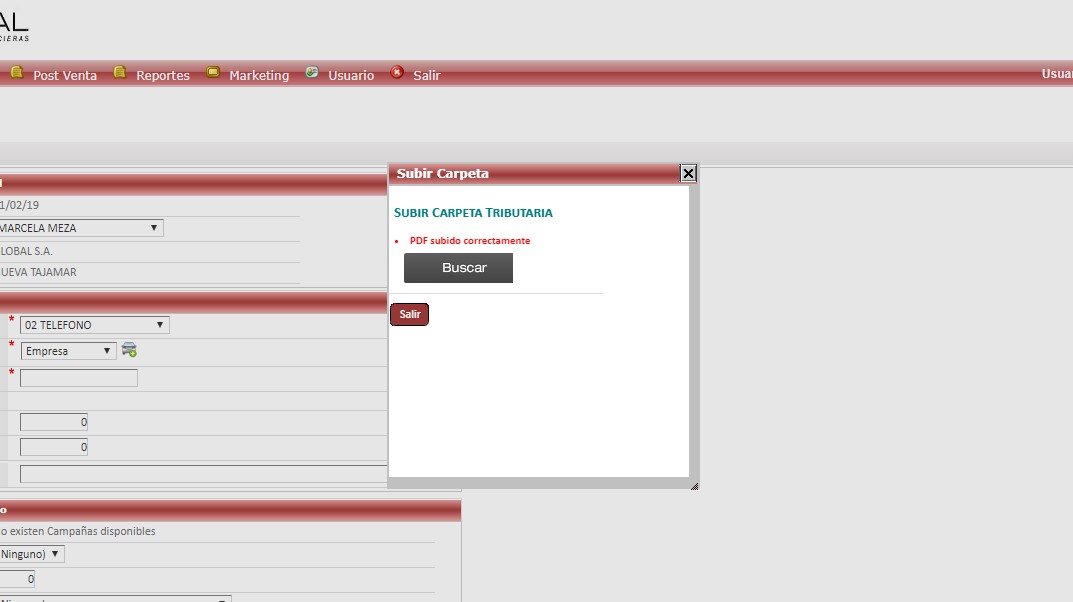 AL
CIERAS
Post Venta Reportes Marketing Usuario Salir Usua
Subir Carpeta
1/02/19
MARCELA MEZA
SUBIR CARPETA TRIBUTARIA
PDF subido correctamente
LOBAL S.A.
Buscar
UEVA TAJAMAR
Salir
* 02 TELEFONO
* Empresa
*
0
0
o
o existen Campañas disponibles
Ninguno)
0